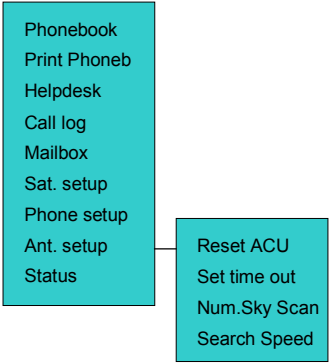 Phonebook
Print Phoneb
Helpdesk
Call log
Mailbox
Sat. setup
Phone setup
Ant. setup
Status
Reset ACU
Set time out
Num.Sky Scan
Search Speed